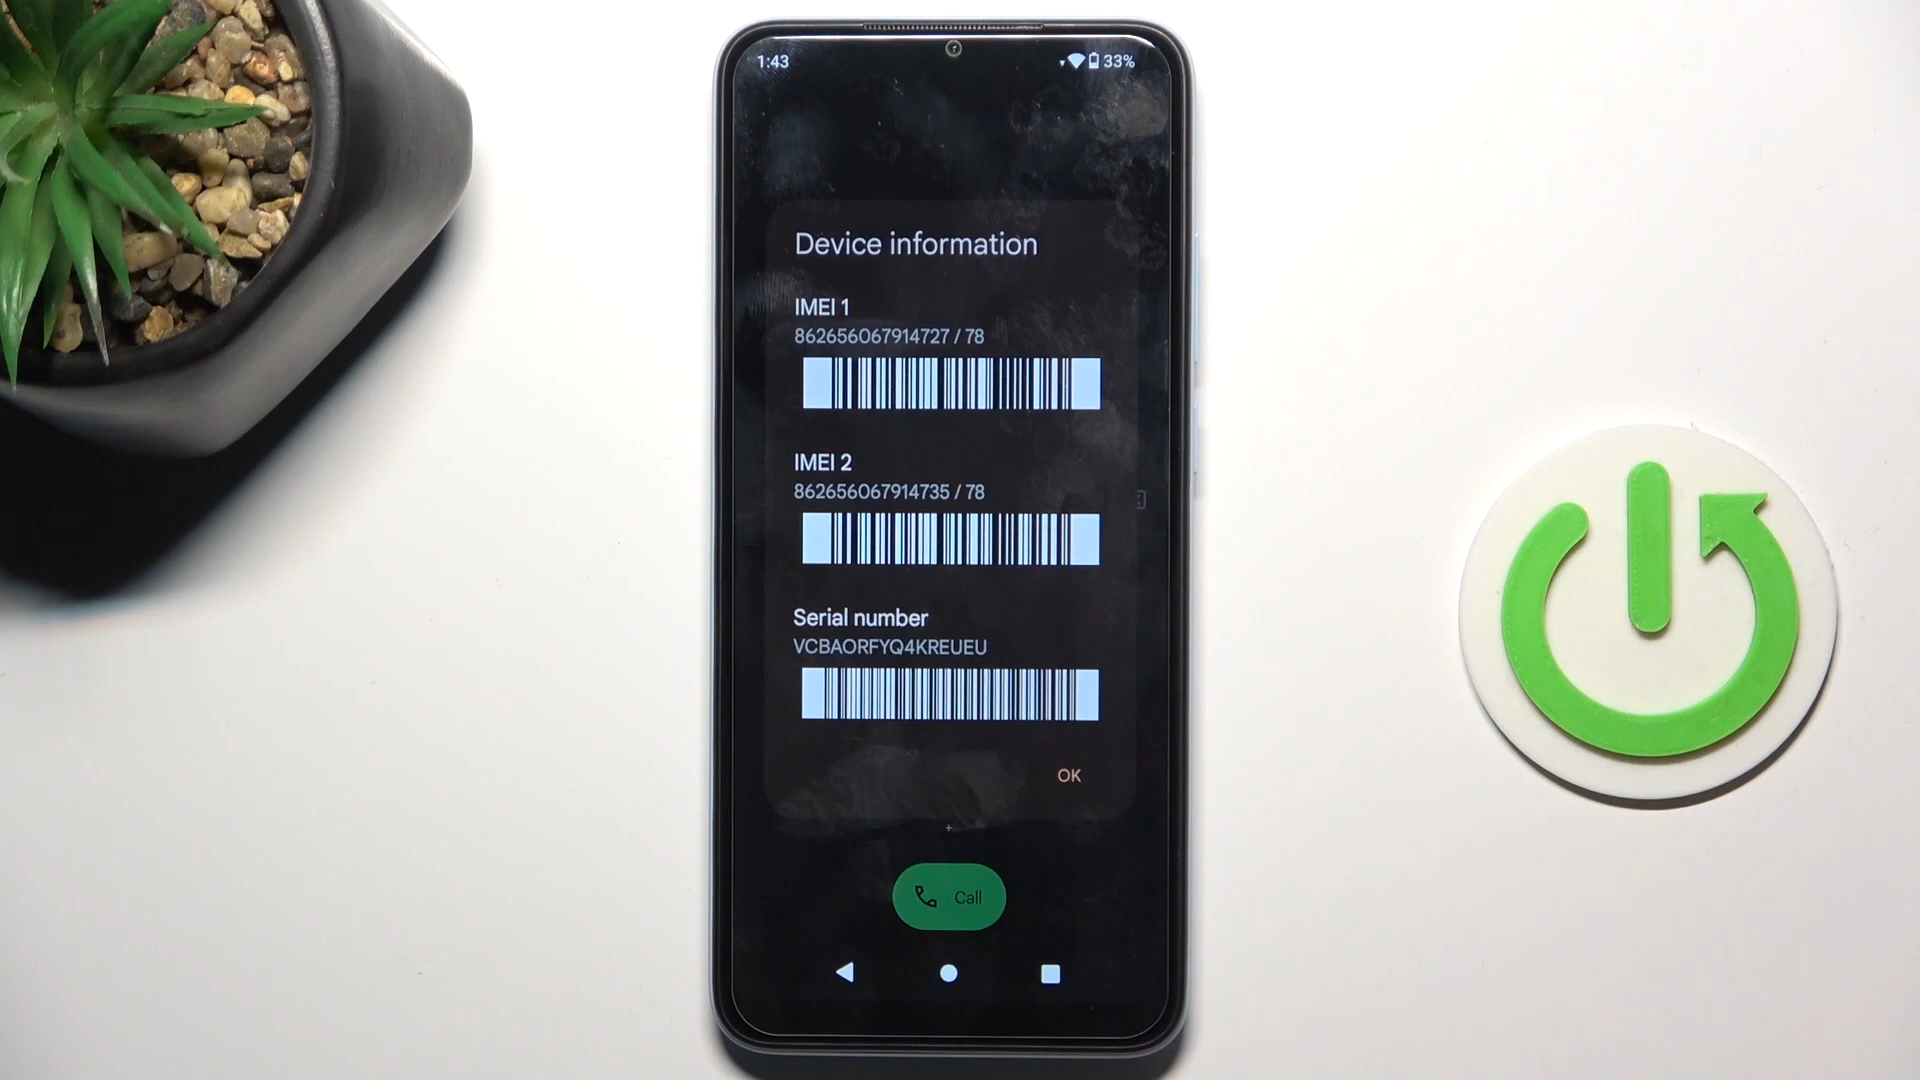 1:43 33%
Device information
IMEI 1
862656067914727 / 78
IMEI 2
862656067914735 / 78
Serial number
VCBAORFYQ4KREUEU
OK
+
Call